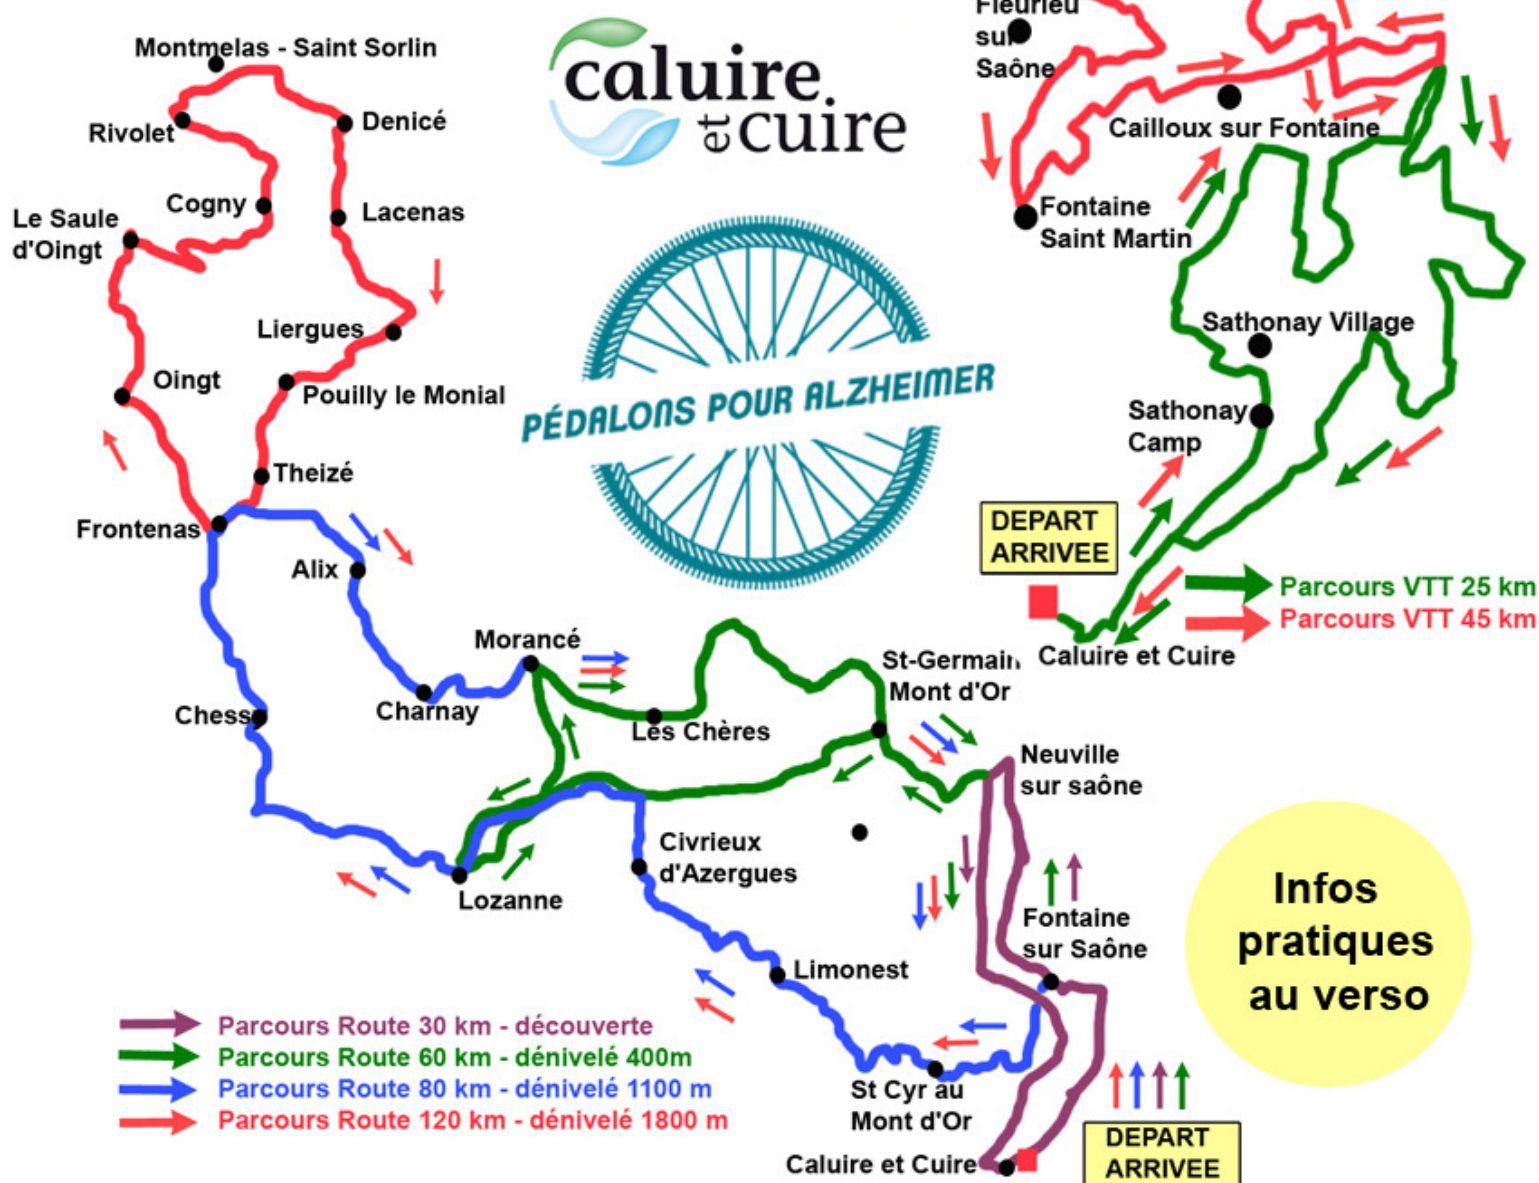 Montmelas - Saint Sorlin
Rivolet
Denicé
Cogny
Lacenas
Le Saule
d'Oingt
Liergues
Oingt
Pouilly le Monial
Theizé
Frontenas
Alix
Morancé
Charnay
Chessy
Les Chères
St-Germain
Mont d'Or
Neuville
sur saône
Civrieux
d'Azergues
Lozanne
Fontaine
sur Saône
Limonest
St Cyr au
Mont d'Or
Caluire et Cuire
DEPART
ARRIVEE
caluire
et cuire
PÉDALONS POUR ALZHEIMER
Fleurieu
sur
Saône
Cailloux sur Fontaine
Fontaine
Saint Martin
Sathonay Village
Sathonay
Camp
DEPART
ARRIVEE
Parcours VTT 25 km
Parcours VTT 45 km
Caluire et Cuire
Infos
pratiques
au verso
Parcours Route 30 km - découverte
Parcours Route 60 km - dénivelé 400m
Parcours Route 80 km - dénivelé 1100 m
Parcours Route 120 km - dénivelé 1800 m